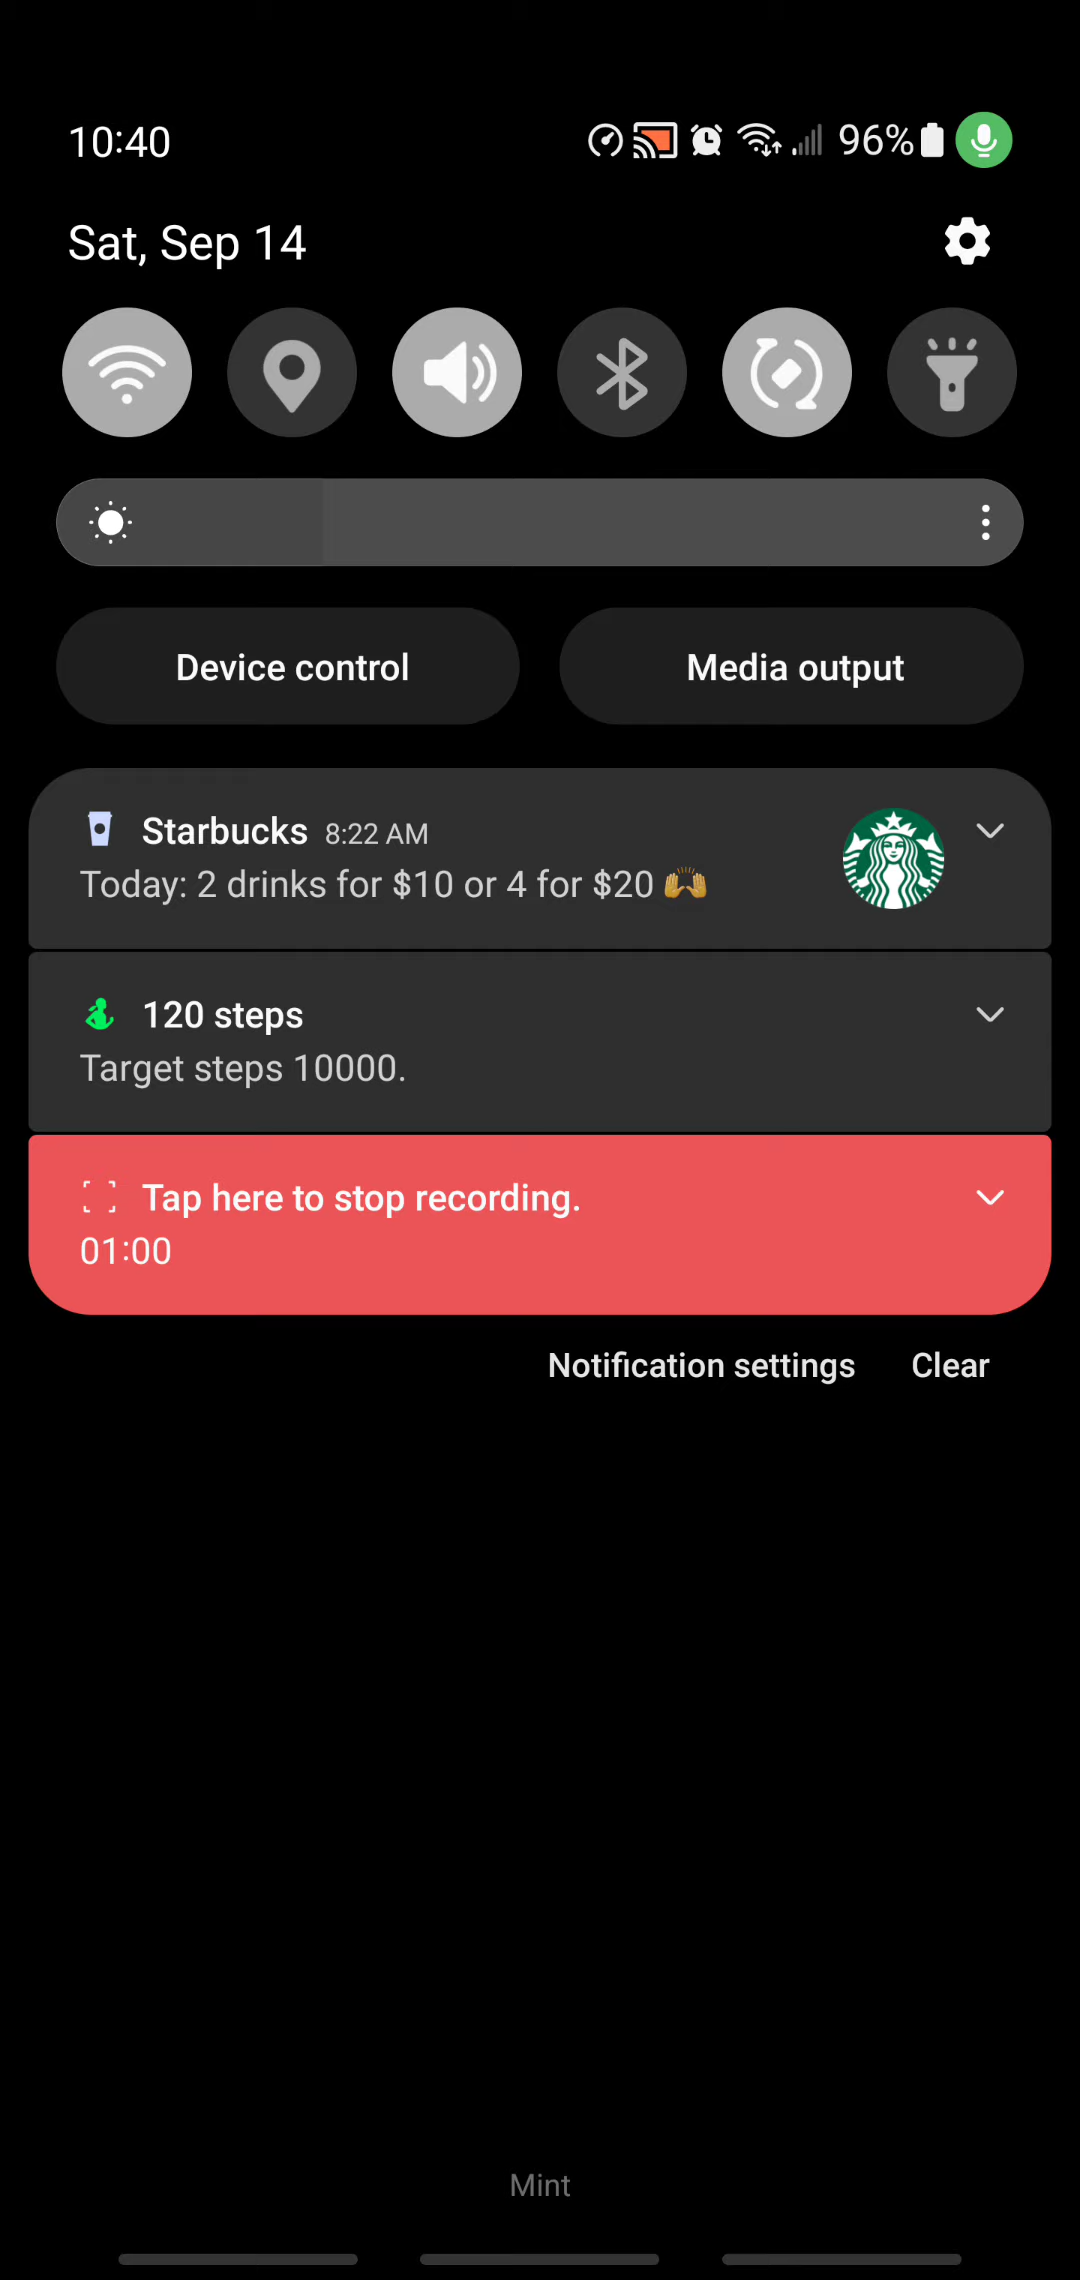 10:40 96%
Sat, Sep 14
Device control Media output
Starbucks 8:22 AM
Today: 2 drinks for $10 or 4 for $20 🙌🏾
120 steps
Target steps 10000.
Tap here to stop recording.
01:00
Notification settings Clear
Mint